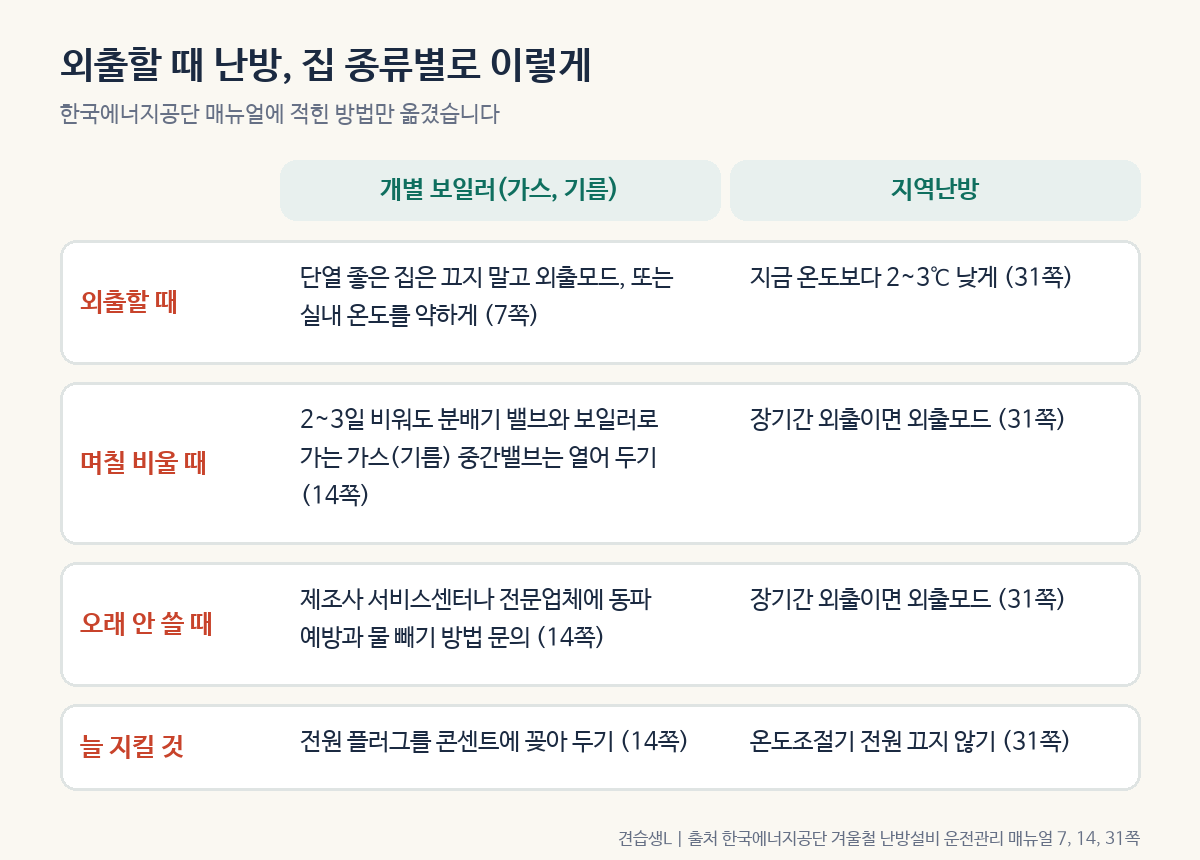 외출할 때 난방, 집 종류별로 이렇게
한국에너지공단 매뉴얼에 적힌 방법만 옮겼습니다
개별 보일러(가스, 기름)
지역난방
외출할 때
단열 좋은 집은 끄지 말고 외출모드, 또는
실내 온도를 약하게 (7쪽)
지금 온도보다 2~3℃ 낮게 (31쪽)
며칠 비울 때
2~3일 비워도 분배기 밸브와 보일러로
가는 가스(기름) 중간밸브는 열어 두기
(14쪽)
장기간 외출이면 외출모드 (31쪽)
오래 안 쓸 때
제조사 서비스센터나 전문업체에 동파
예방과 물 빼기 방법 문의 (14쪽)
장기간 외출이면 외출모드 (31쪽)
늘 지킬 것
전원 플러그를 콘센트에 꽂아 두기 (14쪽)
온도조절기 전원 끄지 않기 (31쪽)
견습생L | 출처 한국에너지공단 겨울철 난방설비 운전관리 매뉴얼 7, 14, 31쪽